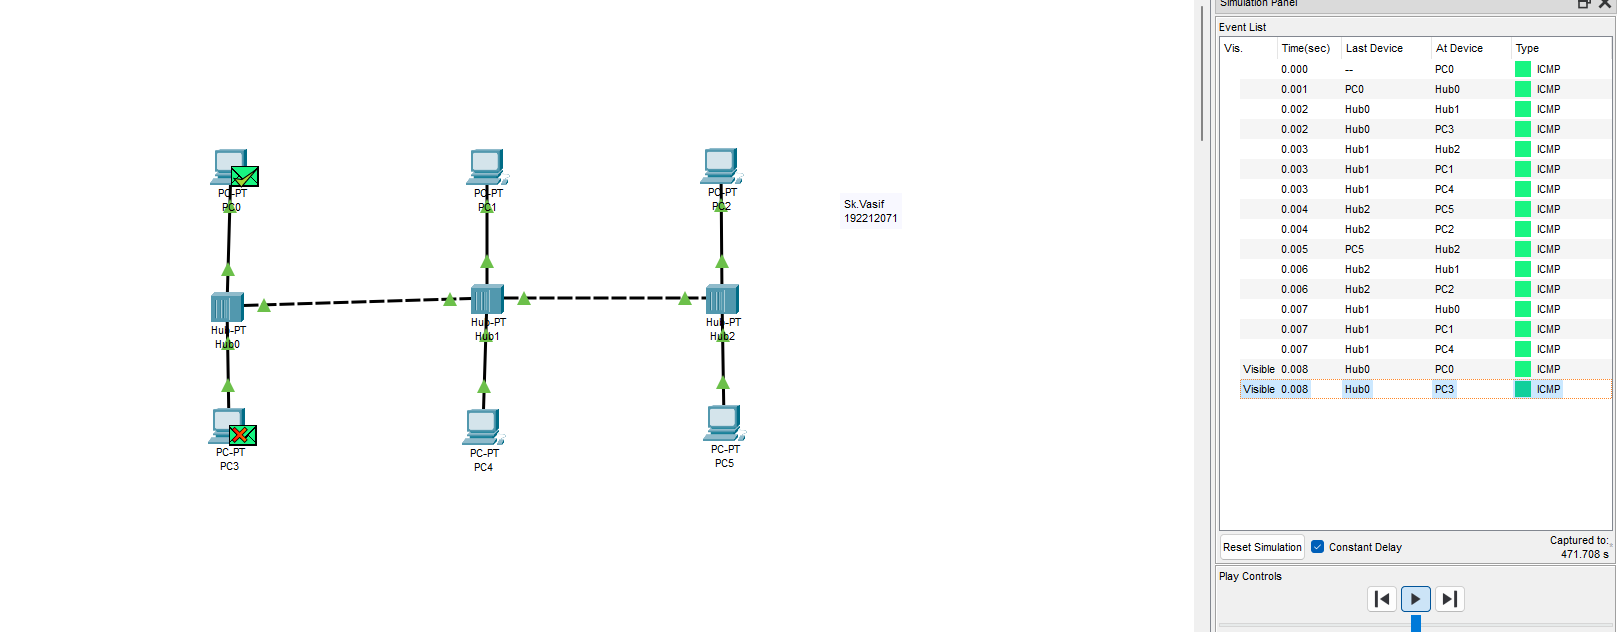 Simulation Panel
Event List
Vis. Time(sec) Last Device At Device Type
0.000 -- PC0 ICMP
0.001 PC0 Hub0 ICMP
0.002 Hub0 Hub1 ICMP
0.002 Hub0 PC3 ICMP
0.003 Hub1 Hub2 ICMP
0.003 Hub1 PC1 ICMP
0.003 Hub1 PC4 ICMP
0.004 Hub2 PC5 ICMP
0.004 Hub2 PC2 ICMP
0.005 PC5 Hub2 ICMP
0.006 Hub2 Hub1 ICMP
0.006 Hub2 PC2 ICMP
0.007 Hub1 Hub0 ICMP
0.007 Hub1 PC1 ICMP
0.007 Hub1 PC4 ICMP
Visible 0.008 Hub0 PC0 ICMP
Visible 0.008 Hub0 PC3 ICMP
Reset Simulation
Constant Delay
Captured to:
471.708 s
Play Controls
PC-PT
PC0
PC-PT
PC1
PC-PT
PC2
Sk.Vasif
192212071
Hub-PT
Hub0
Hub-PT
Hub1
Hub-PT
Hub2
PC-PT
PC3
PC-PT
PC4
PC-PT
PC5